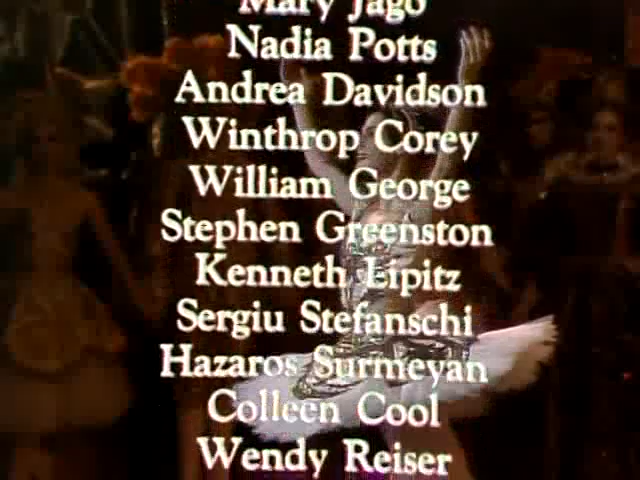 Mary Jago
Nadia Potts
Andrea Davidson
Winthrop Corey
William George
Stephen Greenston
Kenneth Lipitz
Sergiu Stefanschi
Hazaros Surmeyan
Colleen Cool
Wendy Reiser